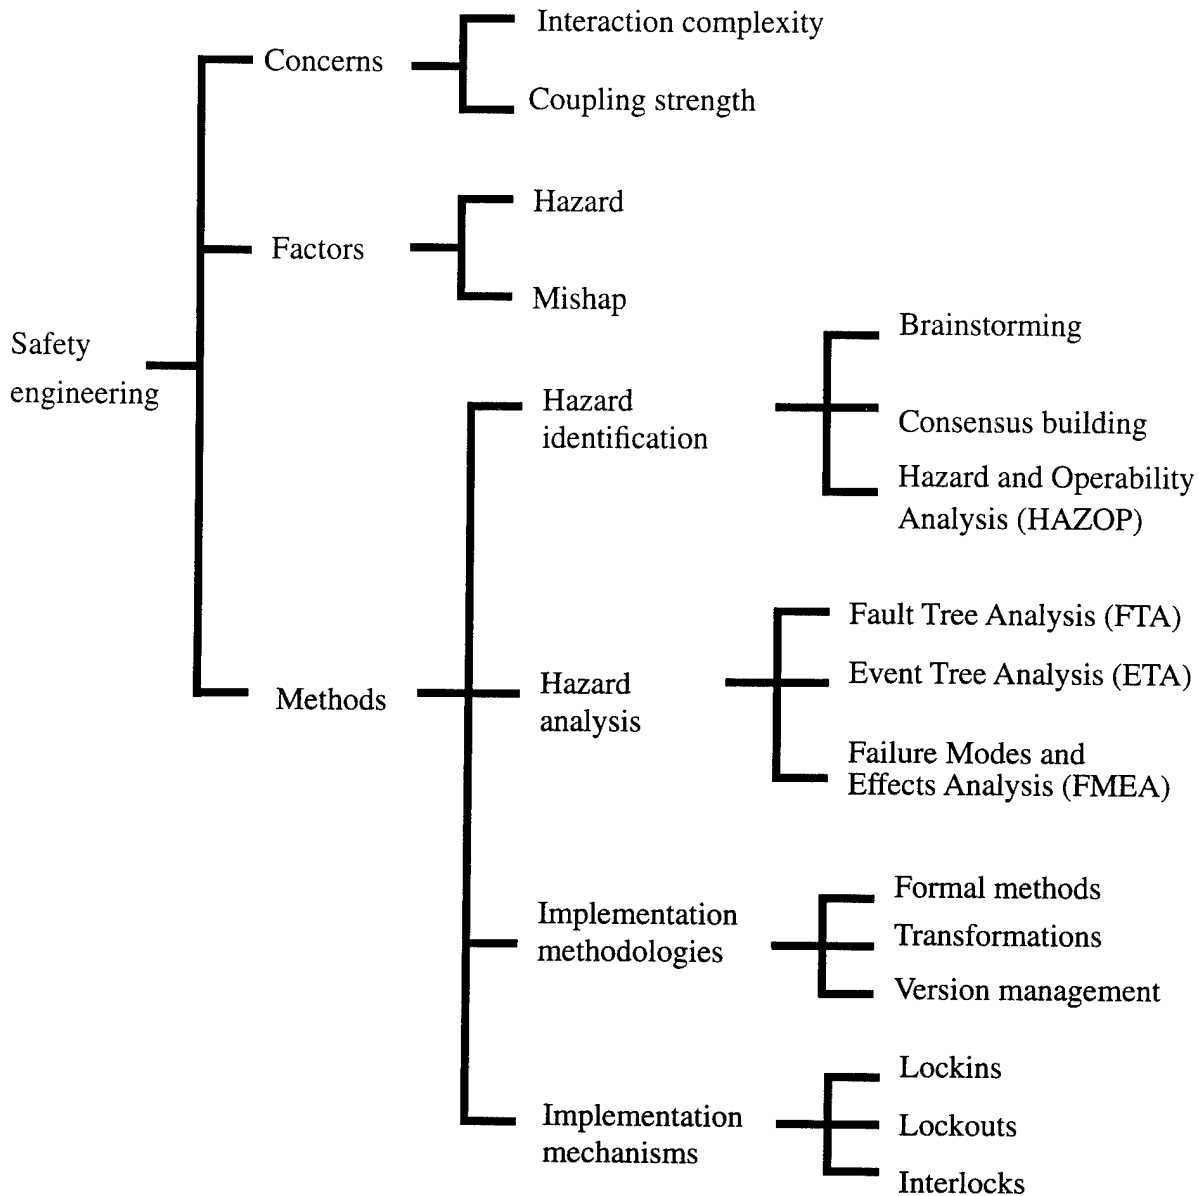 Interaction complexity
Concerns
Coupling strength
Hazard
Factors
Mishap
Safety
engineering
Brainstorming
Hazard
identification
Consensus building
Hazard and Operability
Analysis (HAZOP)
Fault Tree Analysis (FTA)
Event Tree Analysis (ETA)
Methods
Hazard
analysis
Failure Modes and
Effects Analysis (FMEA)
Formal methods
Implementation
methodologies
Transformations
Version management
Lockins
Implementation
mechanisms
Lockouts
Interlocks